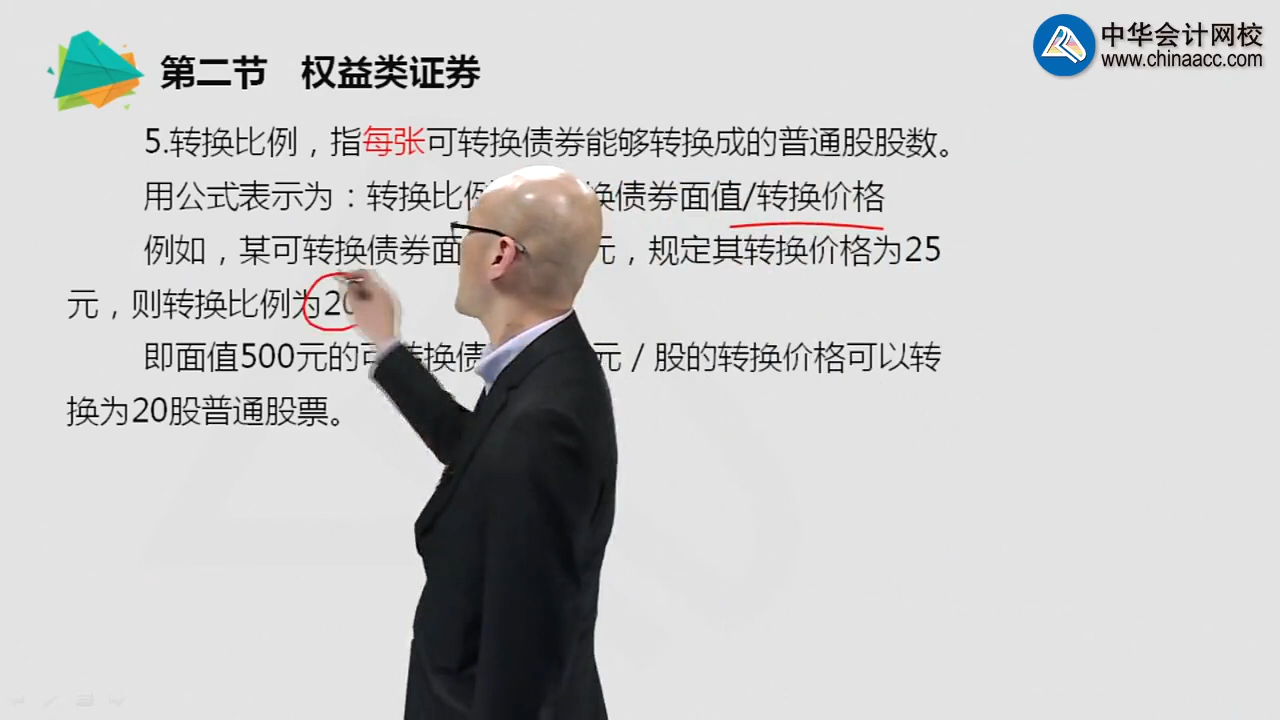 中华会计网校
www.chinaacc.com
第二节 权益类证券
5.转换比例，指每张可转换债券能够转换成的普通股股数。
用公式表示为：转换比 换债券面值/转换价格
例如，某可转换债券面 元，规定其转换价格为25
元，则转换比例为20
即面值500元的可转换债 元/股的转换价格可以转
换为20股普通股票。